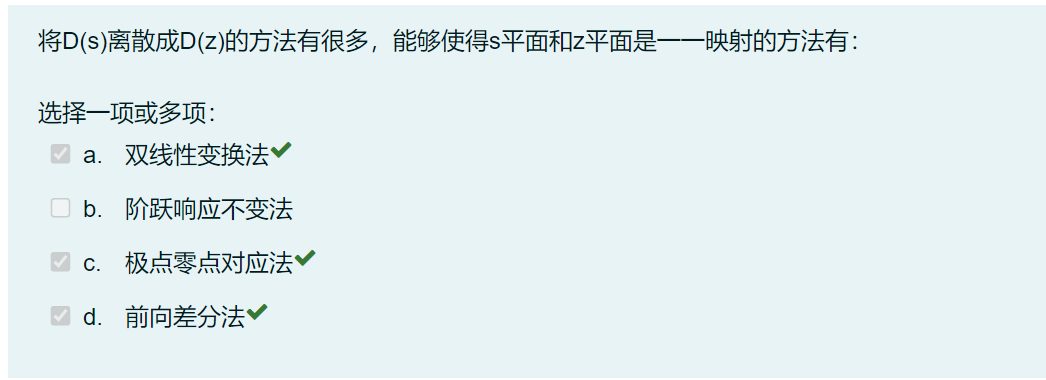 将D(s)离散成D(z)的方法有很多，能够使得s平面和z平面是一一映射的方法有：
选择一项或多项：
a. 双线性变换法
b. 阶跃响应不变法
c. 极点零点对应法
d. 前向差分法